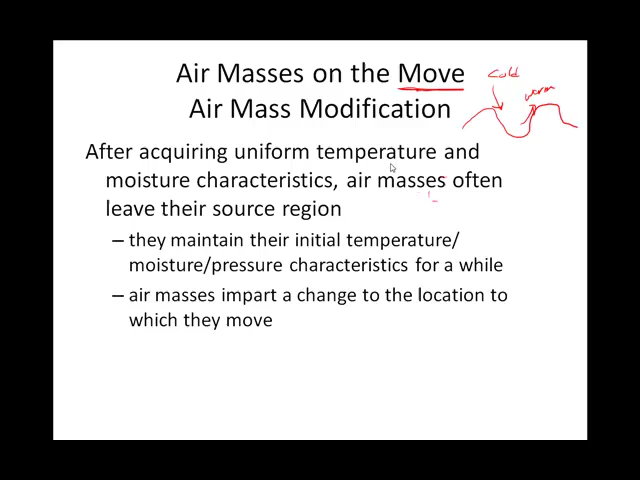 Air Masses on the Move
Air Mass Modification
cold
warm
After acquiring uniform temperature and
moisture characteristics, air masses often
leave their source region
– they maintain their initial temperature/
moisture/pressure characteristics for a while
– air masses impart a change to the location to
which they move